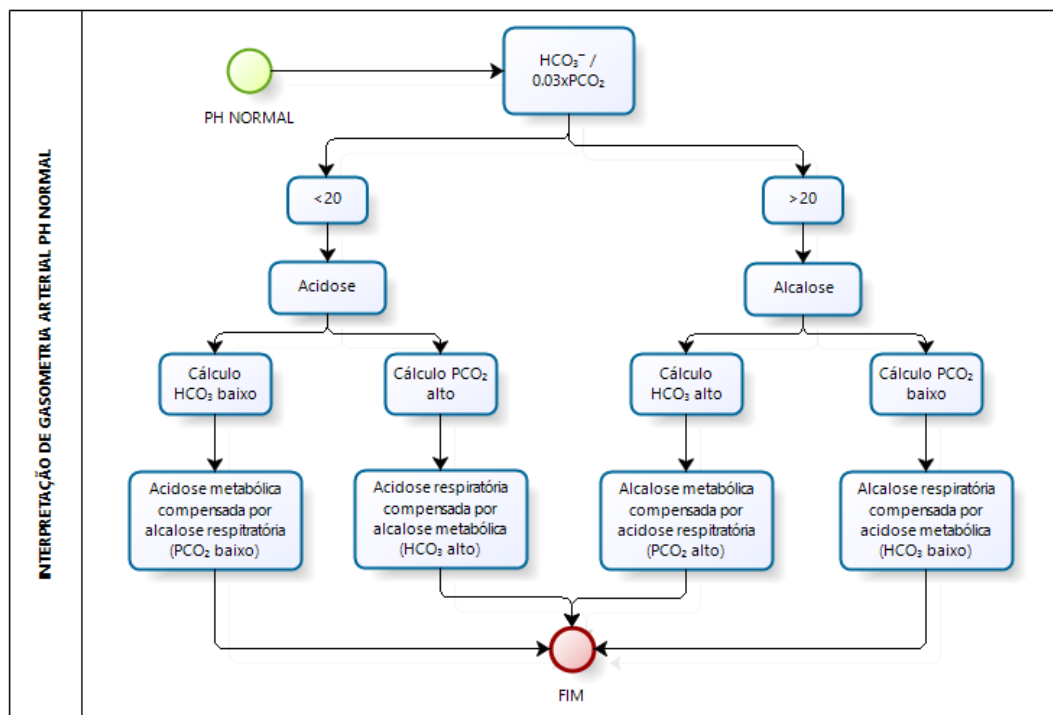 INTERPRETAÇÃO DE GASOMETRIA ARTERIAL PH NORMAL
PH NORMAL
HCO₃⁻ /
0.03xPCO₂
<20
>20
Acidose
Alcalose
Cálculo
HCO₃ baixo
Cálculo PCO₂
alto
Cálculo
HCO₃ alto
Cálculo PCO₂
baixo
Acidose metabólica
compensada por
alcalose respitratória
(PCO₂ baixo)
Acidose respiratória
compensada por
alcalose metabólica
(HCO₃ alto)
Alcalose metabólica
compensada por
acidose respitratória
(PCO₂ alto)
Alcalose respiratória
compensada por
acidose metabólica
(HCO₃ baixo)
FIM